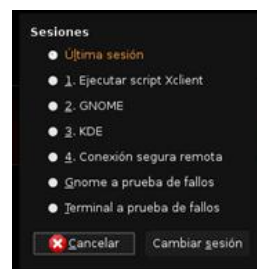 Sesiones
Última sesión
1. Ejecutar script Xclient
2. GNOME
3. KDE
4. Conexión segura remota
Gnome a prueba de fallos
Terminal a prueba de fallos
Cancelar Cambiar sesión